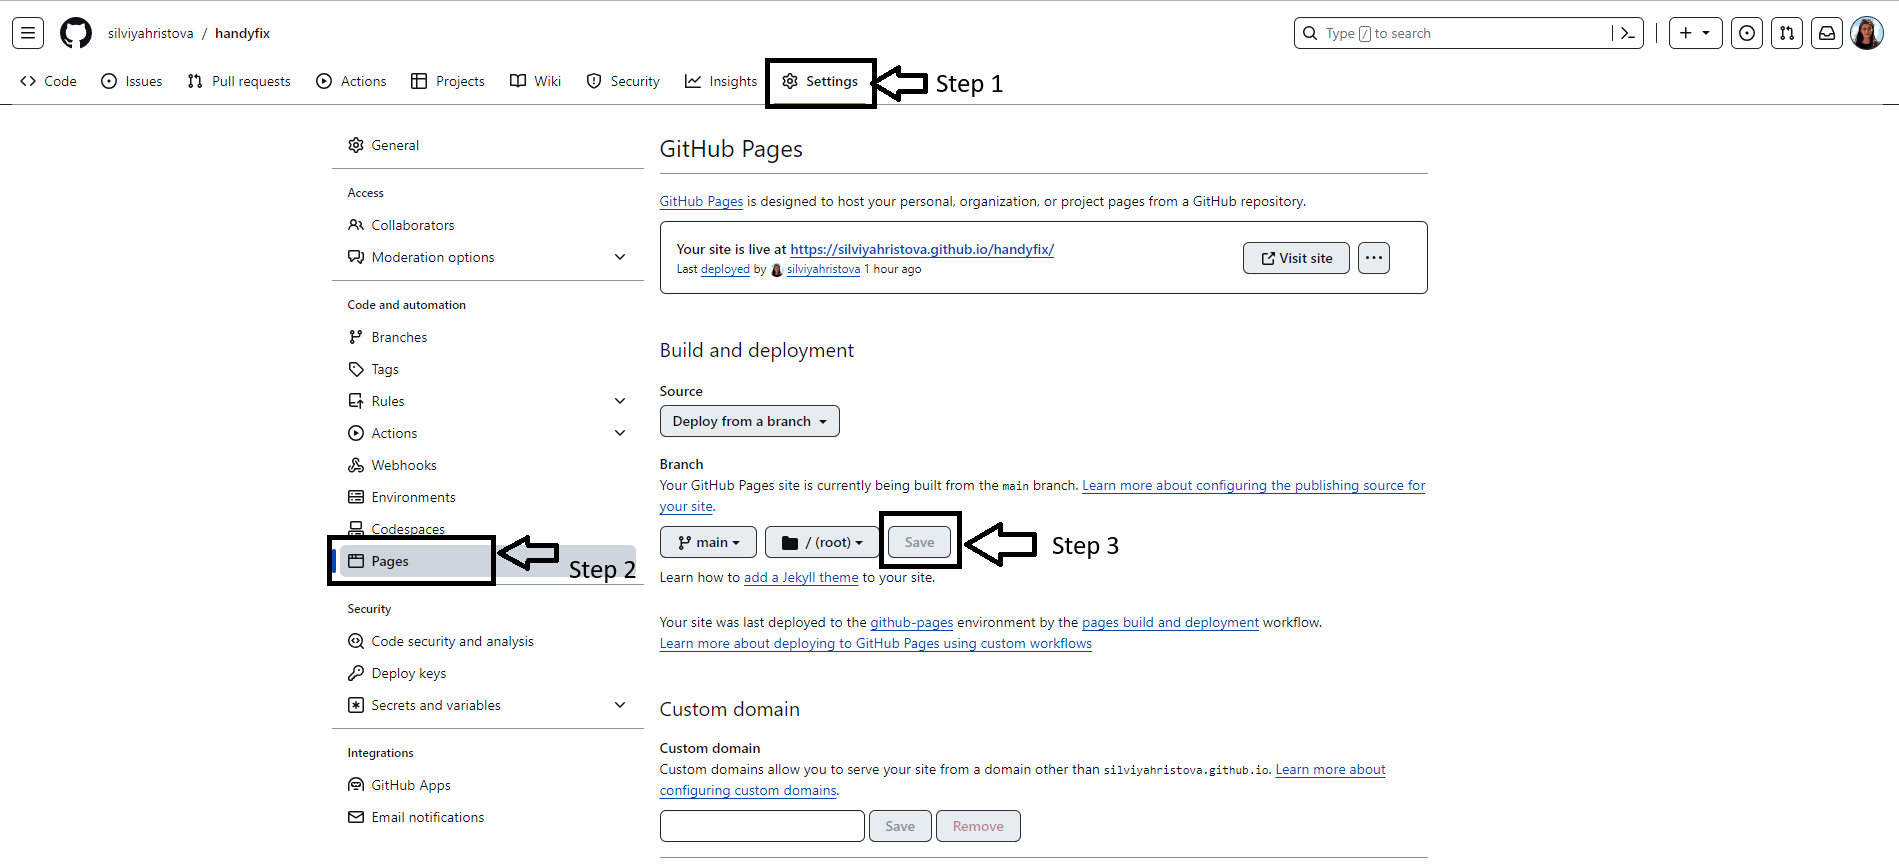 silviyahristova / handyfix
Type / to search
Code Issues Pull requests Actions Projects Wiki Security Insights Settings
Step 1
General
Access
Collaborators
Moderation options
Code and automation
Branches
Tags
Rules
Actions
Webhooks
Environments
Codespaces
Pages
Step 2
Security
Code security and analysis
Deploy keys
Secrets and variables
Integrations
GitHub Apps
Email notifications
GitHub Pages
GitHub Pages is designed to host your personal, organization, or project pages from a GitHub repository.
Your site is live at https://silviyahristova.github.io/handyfix/
Last deployed by silviyahristova 1 hour ago
Visit site
Build and deployment
Source
Deploy from a branch
Branch
Your GitHub Pages site is currently being built from the main branch. Learn more about configuring the publishing source for
your site.
main / (root) Save
Step 3
Learn how to add a Jekyll theme to your site.
Your site was last deployed to the github-pages environment by the pages build and deployment workflow.
Learn more about deploying to GitHub Pages using custom workflows
Custom domain
Custom domain
Custom domains allow you to serve your site from a domain other than silviyahristova.github.io. Learn more about
configuring custom domains.
Save Remove